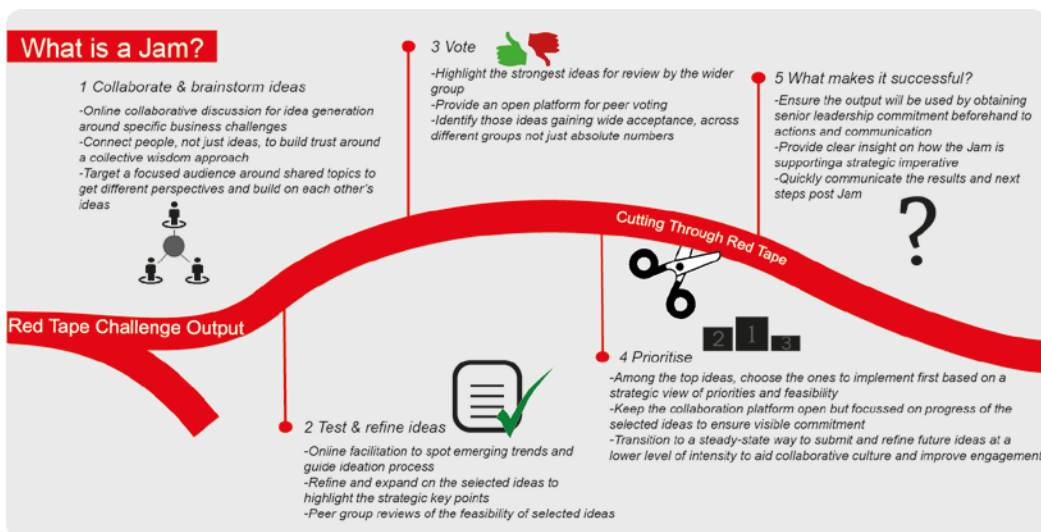 What is a Jam?
1 Collaborate & brainstorm ideas
-Online collaborative discussion for idea generation
around specific business challenges
-Connect people, not just ideas, to build trust around
a collective wisdom approach
-Target a focused audience around shared topics to
get different perspectives and build on each other's
ideas
Red Tape Challenge Output
2 Test & refine ideas
-Online facilitation to spot emerging trends and
guide ideation process
-Refine and expand on the selected ideas to
highlight the strategic key points
-Peer group reviews of the feasibility of selected ideas
3 Vote
-Highlight the strongest ideas for review by the wider
group
-Provide an open platform for peer voting
-Identify those ideas gaining wide acceptance, across
different groups not just absolute numbers
Cutting Through Red Tape
2 1 3
4 Prioritise
-Among the top ideas, choose the ones to implement first based on a
strategic view of priorities and feasibility
-Keep the collaboration platform open but focussed on progress of the
selected ideas to ensure visible commitment
-Transition to a steady-state way to submit and refine future ideas at a
lower level of intensity to aid collaborative culture and improve engagement
5 What makes it successful?
-Ensure the output will be used by obtaining
senior leadership commitment beforehand to
actions and communication
-Provide clear insight on how the Jam is
supportinga strategic imperative
-Quickly communicate the results and next
steps post Jam
?